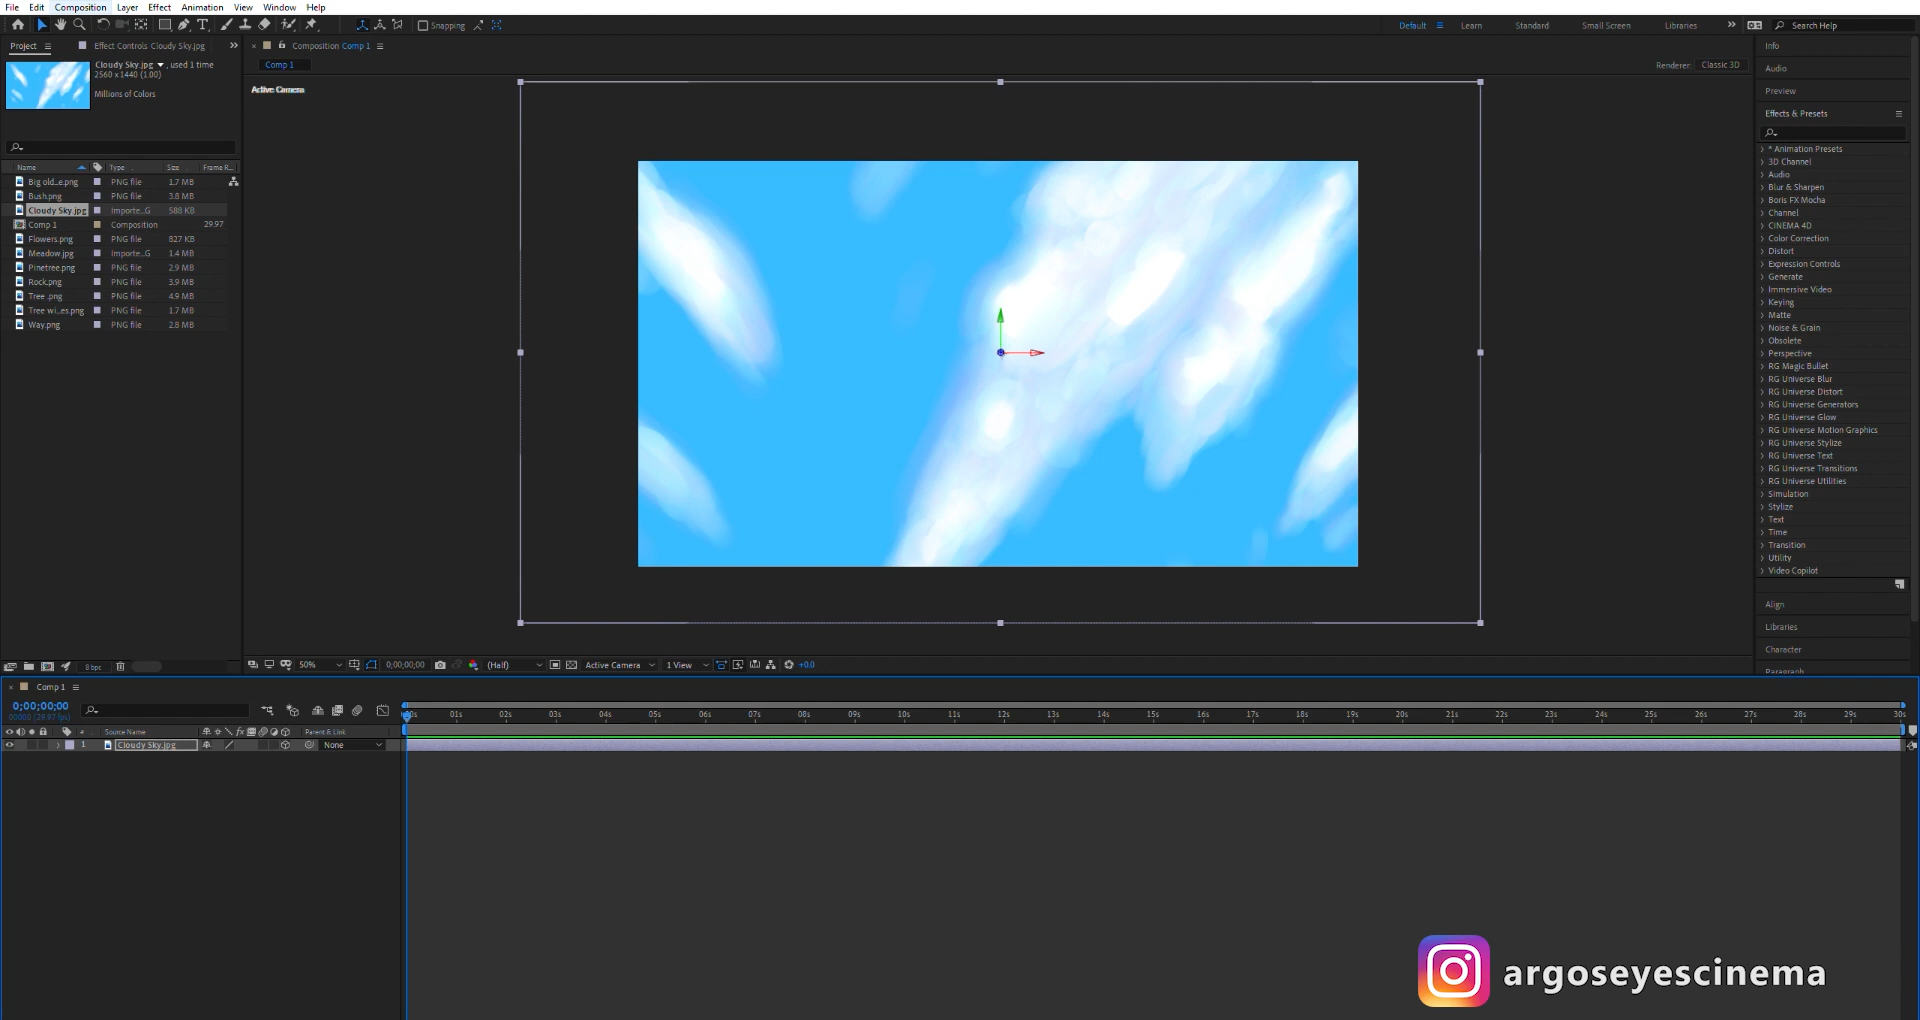 File Edit Composition Layer Effect Animation View Window Help
Snapping
Default Learn Standard Small Screen Libraries Search Help
Project Effect Controls Cloudy Sky.jpg
Composition Comp 1
Comp 1
Renderer: Classic 3D
Cloudy Sky.jpg , used 1 time
2560 x 1440 (1.00)
Millions of Colors
Active Camera
Name Type Size Frame R...
Big old...e.png PNG file 1.7 MB
Bush.png PNG file 3.8 MB
Cloudy Sky.jpg Importe...G 588 KB
Comp 1 Composition 29.97
Flowers.png PNG file 827 KB
Meadow.jpg Importe...G 1.4 MB
Pinetree.png PNG file 2.9 MB
Rock.png PNG file 3.9 MB
Tree .png PNG file 4.9 MB
Tree wi...es.png PNG file 1.7 MB
Way.png PNG file 2.8 MB
Info
Audio
Preview
Effects & Presets
* Animation Presets
3D Channel
Audio
Blur & Sharpen
Boris FX Mocha
Channel
CINEMA 4D
Color Correction
Distort
Expression Controls
Generate
Immersive Video
Keying
Matte
Noise & Grain
Obsolete
Perspective
RG Magic Bullet
RG Universe Blur
RG Universe Distort
RG Universe Generators
RG Universe Glow
RG Universe Motion Graphics
RG Universe Stylize
RG Universe Text
RG Universe Transitions
RG Universe Utilities
Simulation
Stylize
Text
Time
Transition
Utility
Video Copilot
Align
Libraries
Character
Paragraph
8 bpc
50% 0;00;00;00 (Half) Active Camera 1 View +0.0
Comp 1
0;00;00;00
00000 (29.97 fps)
01s 02s 03s 04s 05s 06s 07s 08s 09s 10s 11s 12s 13s 14s 15s 16s 17s 18s 19s 20s 21s 22s 23s 24s 25s 26s 27s 28s 29s 30s
# Source Name fx Parent & Link
1 Cloudy Sky.jpg None
argoseyescinema